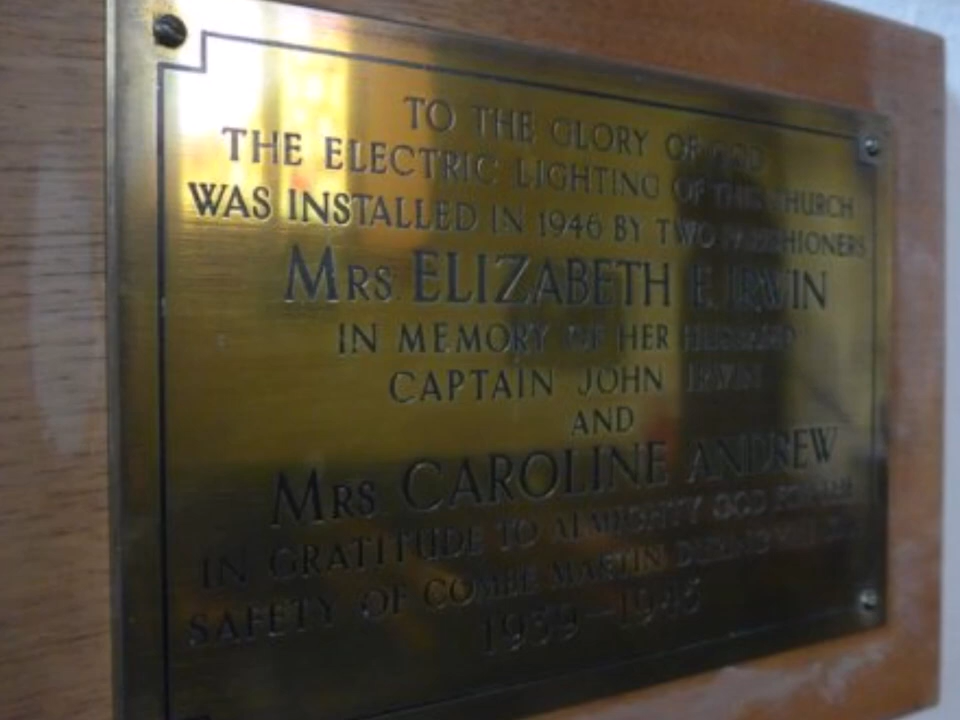 TO THE GLORY OF GOD
THE ELECTRIC LIGHTING OF THIS CHURCH
WAS INSTALLED IN 1946 BY TWO PARISHIONERS
MRS ELIZABETH E. IRWIN
IN MEMORY OF HER HUSBAND
CAPTAIN JOHN IRWIN
AND
MRS CAROLINE ANDREW
IN GRATITUDE TO ALMIGHTY GOD FOR THE
SAFETY OF COMBE MARTIN DURING
1939-1945